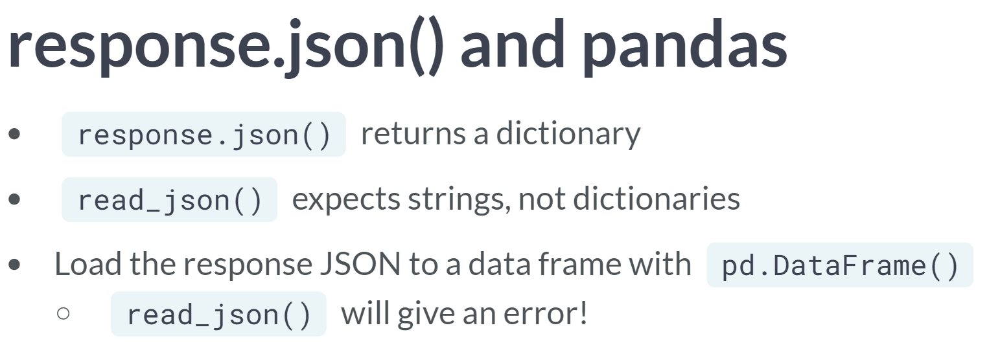 response.json() and pandas
• response.json() returns a dictionary
• read_json() expects strings, not dictionaries
• Load the response JSON to a data frame with pd.DataFrame()
○ read_json() will give an error!